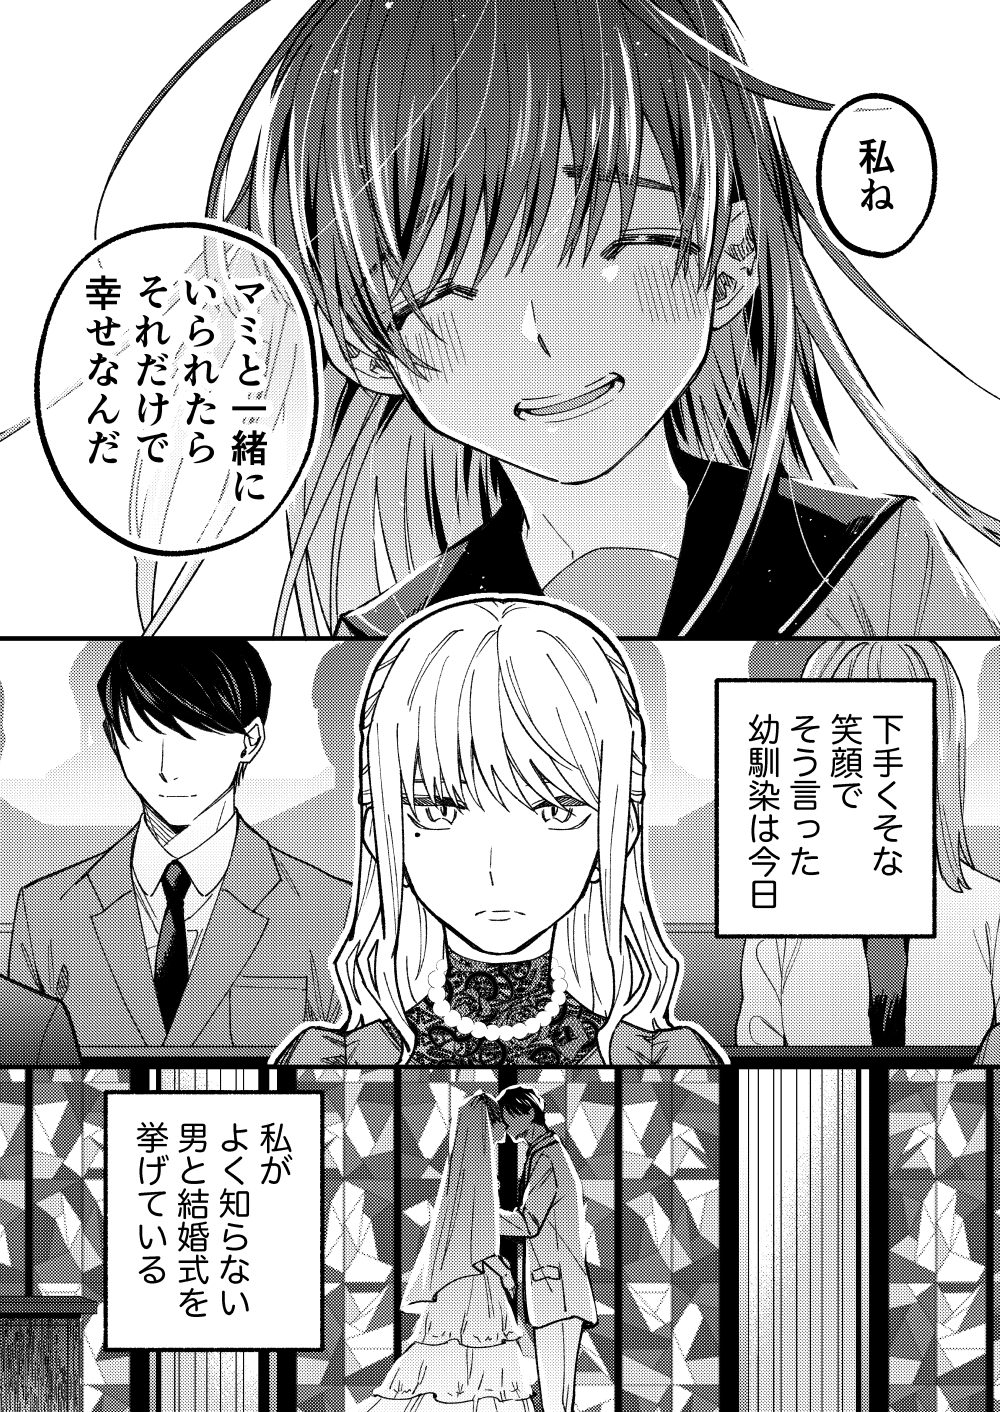 私ね
マミと一緒に
いられたら
それだけで
幸せなんだ
下手くそな
笑顔で
そう言った
幼馴染は今日
私が
よく知らない
男と結婚式を
挙げている